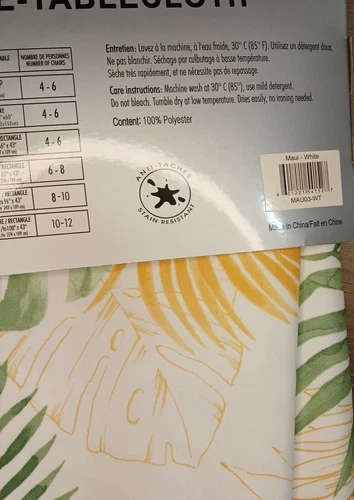 E-TABLECLOTH
NOMBRE DE PERSONNES
NUMBER OF CHAIRS
4 - 6
4 - 6
4 - 6
RECTANGLE
6 - 8
/ RECTANGLE
8 - 10
E / RECTANGLE
10 - 12
Entretien: Lavez à la machine, à l'eau froide, 30° C (85° F). Utilisez un détergent doux.
Ne pas blanchir. Séchage par culbutage à basse température.
Sèche très rapidement, et ne nécessite pas de repassage.
Care instructions: Machine wash at 30° C (85°), use mild detergent.
Do not bleach. Tumble dry at low temperature. Dries easily, no ironing needed.
Content: 100% Polyester
ANTI-TACHES
STAIN RESISTANT
Maui - White
MAU03-WT
Made in China/Fait en Chine